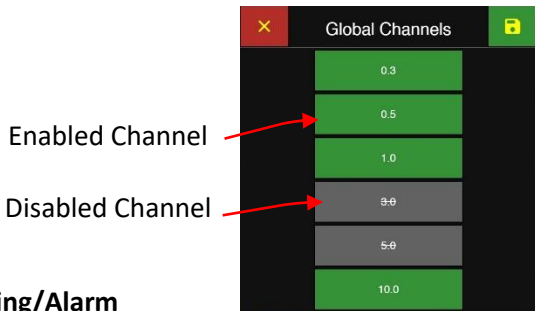 ✕ Global Channels
0.3
Enabled Channel 0.5
1.0
Disabled Channel 3.0
5.0
10.0
ing/Alarm